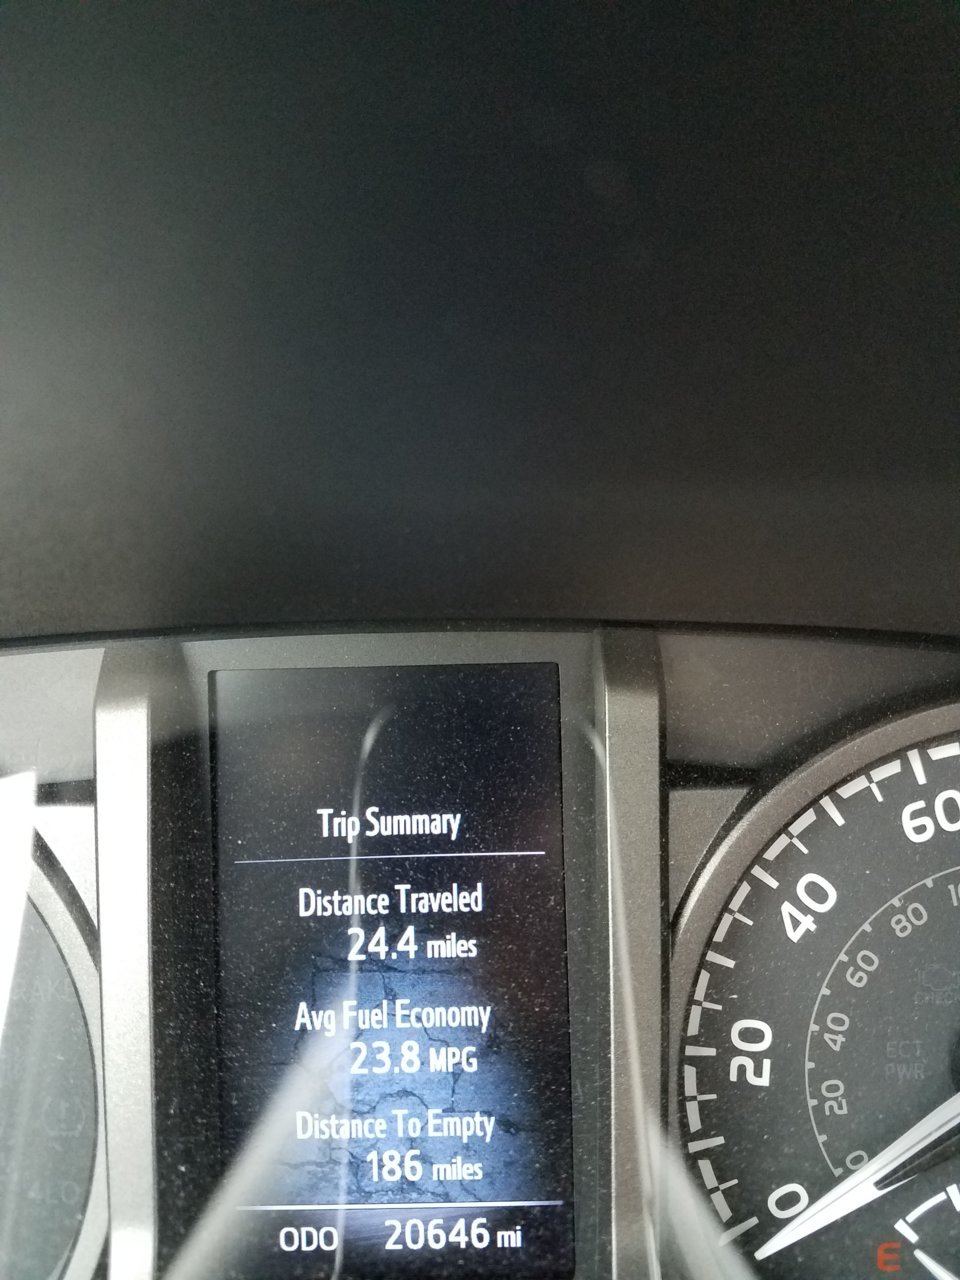 Trip Summary
Distance Traveled
24.4 miles
Avg Fuel Economy
23.8 MPG
Distance To Empty
186 miles
ODO 20646 mi
60
40
20
0
80
60
40
20
0
ECT
PWR
E